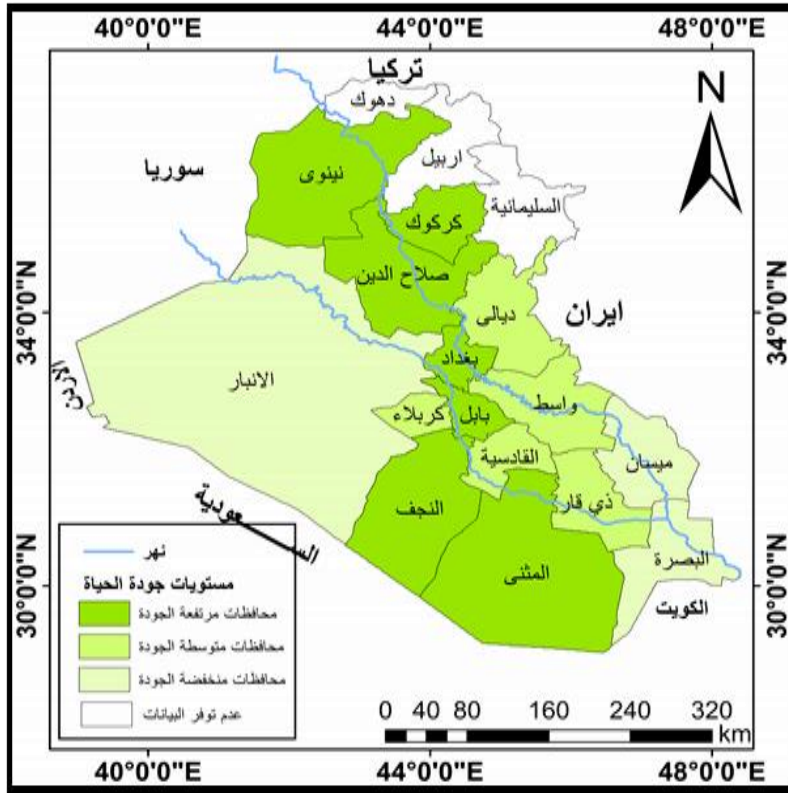 40°0'0"E 44°0'0"E 48°0'0"E
تركيا
N
دهوك
اربيل
سوريا
نينوى
السليمانية
كركوك
صلاح الدين
34°0'0"N 34°0'0"N
ديالى
ايران
بغداد
الاردن
الانبار
واسط
كربلاء
بابل
القادسية
ميسان
النجف
ذي قار
السعودية
البصرة
المثنى
30°0'0"N 30°0'0"N
الكويت
نهر
مستويات جودة الحياة
محافظات مرتفعة الجودة
محافظات متوسطة الجودة
محافظات منخفضة الجودة
عدم توفر البيانات
0 40 80 160 240 320
km
40°0'0"E 44°0'0"E 48°0'0"E